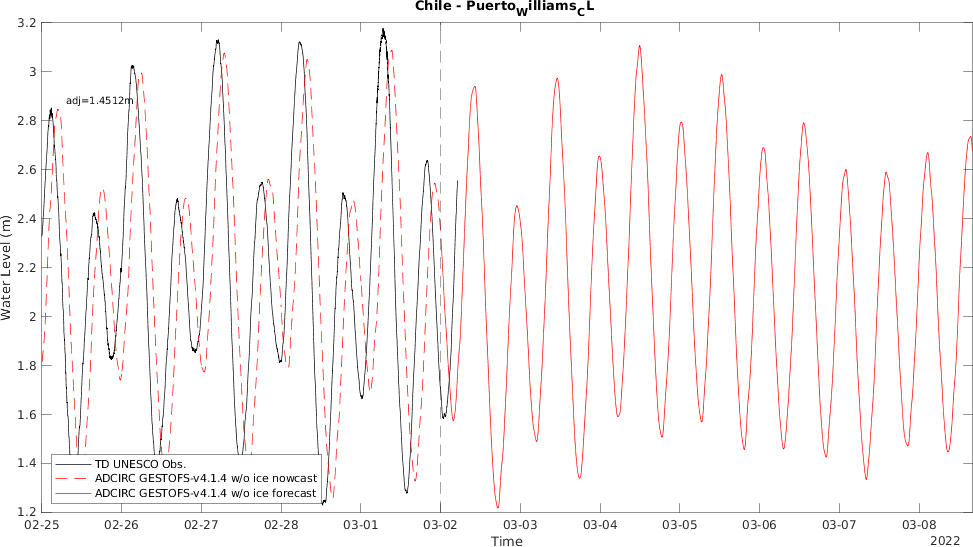 Chile - PuertoWilliamsCL
3.2
3
2.8
2.6
2.4
2.2
2
1.8
1.6
1.4
1.2
Water Level (m)
adj=1.4512m
TD UNESCO Obs.
ADCIRC GESTOFS-v4.1.4 w/o ice nowcast
ADCIRC GESTOFS-v4.1.4 w/o ice forecast
02-25 02-26 02-27 02-28 03-01 03-02 03-03 03-04 03-05 03-06 03-07 03-08
Time
2022